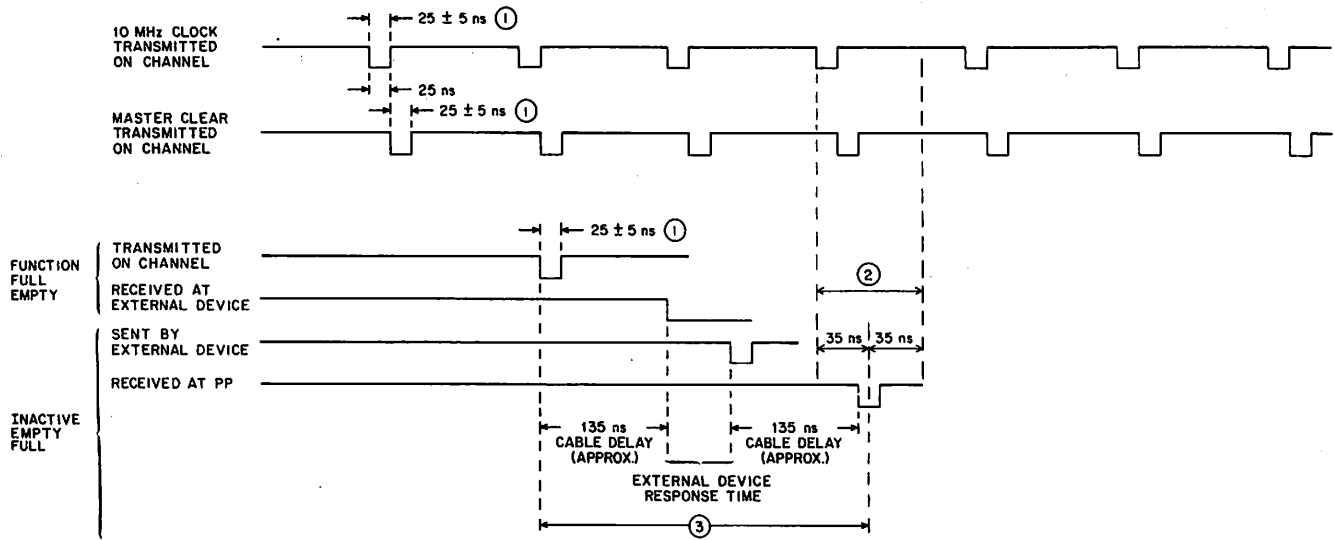 25 ± 5 ns ①
10 MHz CLOCK
TRANSMITTED
ON CHANNEL
25 ns
25 ± 5 ns ①
MASTER CLEAR
TRANSMITTED
ON CHANNEL
25 ± 5 ns ①
TRANSMITTED
ON CHANNEL
FUNCTION
FULL
EMPTY
②
RECEIVED AT
EXTERNAL DEVICE
SENT BY
EXTERNAL DEVICE
35 ns
35 ns
RECEIVED AT PP
INACTIVE
EMPTY
FULL
135 ns
CABLE DELAY
(APPROX.)
135 ns
CABLE DELAY
(APPROX.)
EXTERNAL DEVICE
RESPONSE TIME
③